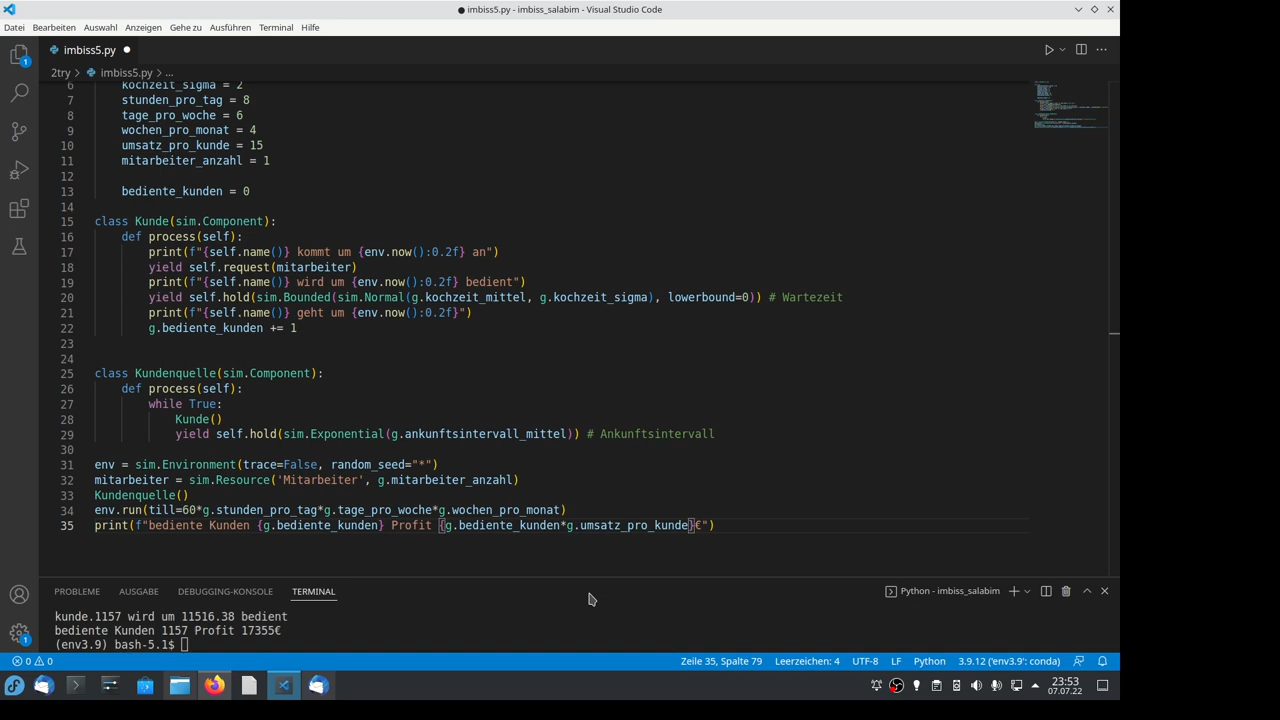 imbiss5.py - imbiss_salabim - Visual Studio Code
Datei Bearbeiten Auswahl Anzeigen Gehe zu Ausführen Terminal Hilfe
imbiss5.py
2try > imbiss5.py > ...
6 kochzeit_sigma = 2
7 stunden_pro_tag = 8
8 tage_pro_woche = 6
9 wochen_pro_monat = 4
10 umsatz_pro_kunde = 15
11 mitarbeiter_anzahl = 1
12
13 bediente_kunden = 0
14
15 class Kunde(sim.Component):
16 def process(self):
17 print(f"{self.name()} kommt um {env.now():0.2f} an")
18 yield self.request(mitarbeiter)
19 print(f"{self.name()} wird um {env.now():0.2f} bedient")
20 yield self.hold(sim.Bounded(sim.Normal(g.kochzeit_mittel, g.kochzeit_sigma), lowerbound=0)) # Wartezeit
21 print(f"{self.name()} geht um {env.now():0.2f}")
22 g.bediente_kunden += 1
23
24
25 class Kundenquelle(sim.Component):
26 def process(self):
27 while True:
28 Kunde()
29 yield self.hold(sim.Exponential(g.ankunftsintervall_mittel)) # Ankunftsintervall
30
31 env = sim.Environment(trace=False, random_seed="*")
32 mitarbeiter = sim.Resource('Mitarbeiter', g.mitarbeiter_anzahl)
33 Kundenquelle()
34 env.run(till=60*g.stunden_pro_tag*g.tage_pro_woche*g.wochen_pro_monat)
35 print(f"bediente Kunden {g.bediente_kunden} Profit {g.bediente_kunden*g.umsatz_pro_kunde}€")
PROBLEME AUSGABE DEBUGGING-KONSOLE TERMINAL Python - imbiss_salabim
kunde.1157 wird um 11516.38 bedient
bediente Kunden 1157 Profit 17355€
(env3.9) bash-5.1$
0 0 Zeile 35, Spalte 79 Leerzeichen: 4 UTF-8 LF Python 3.9.12 ('env3.9': conda)
23:53
07.07.22